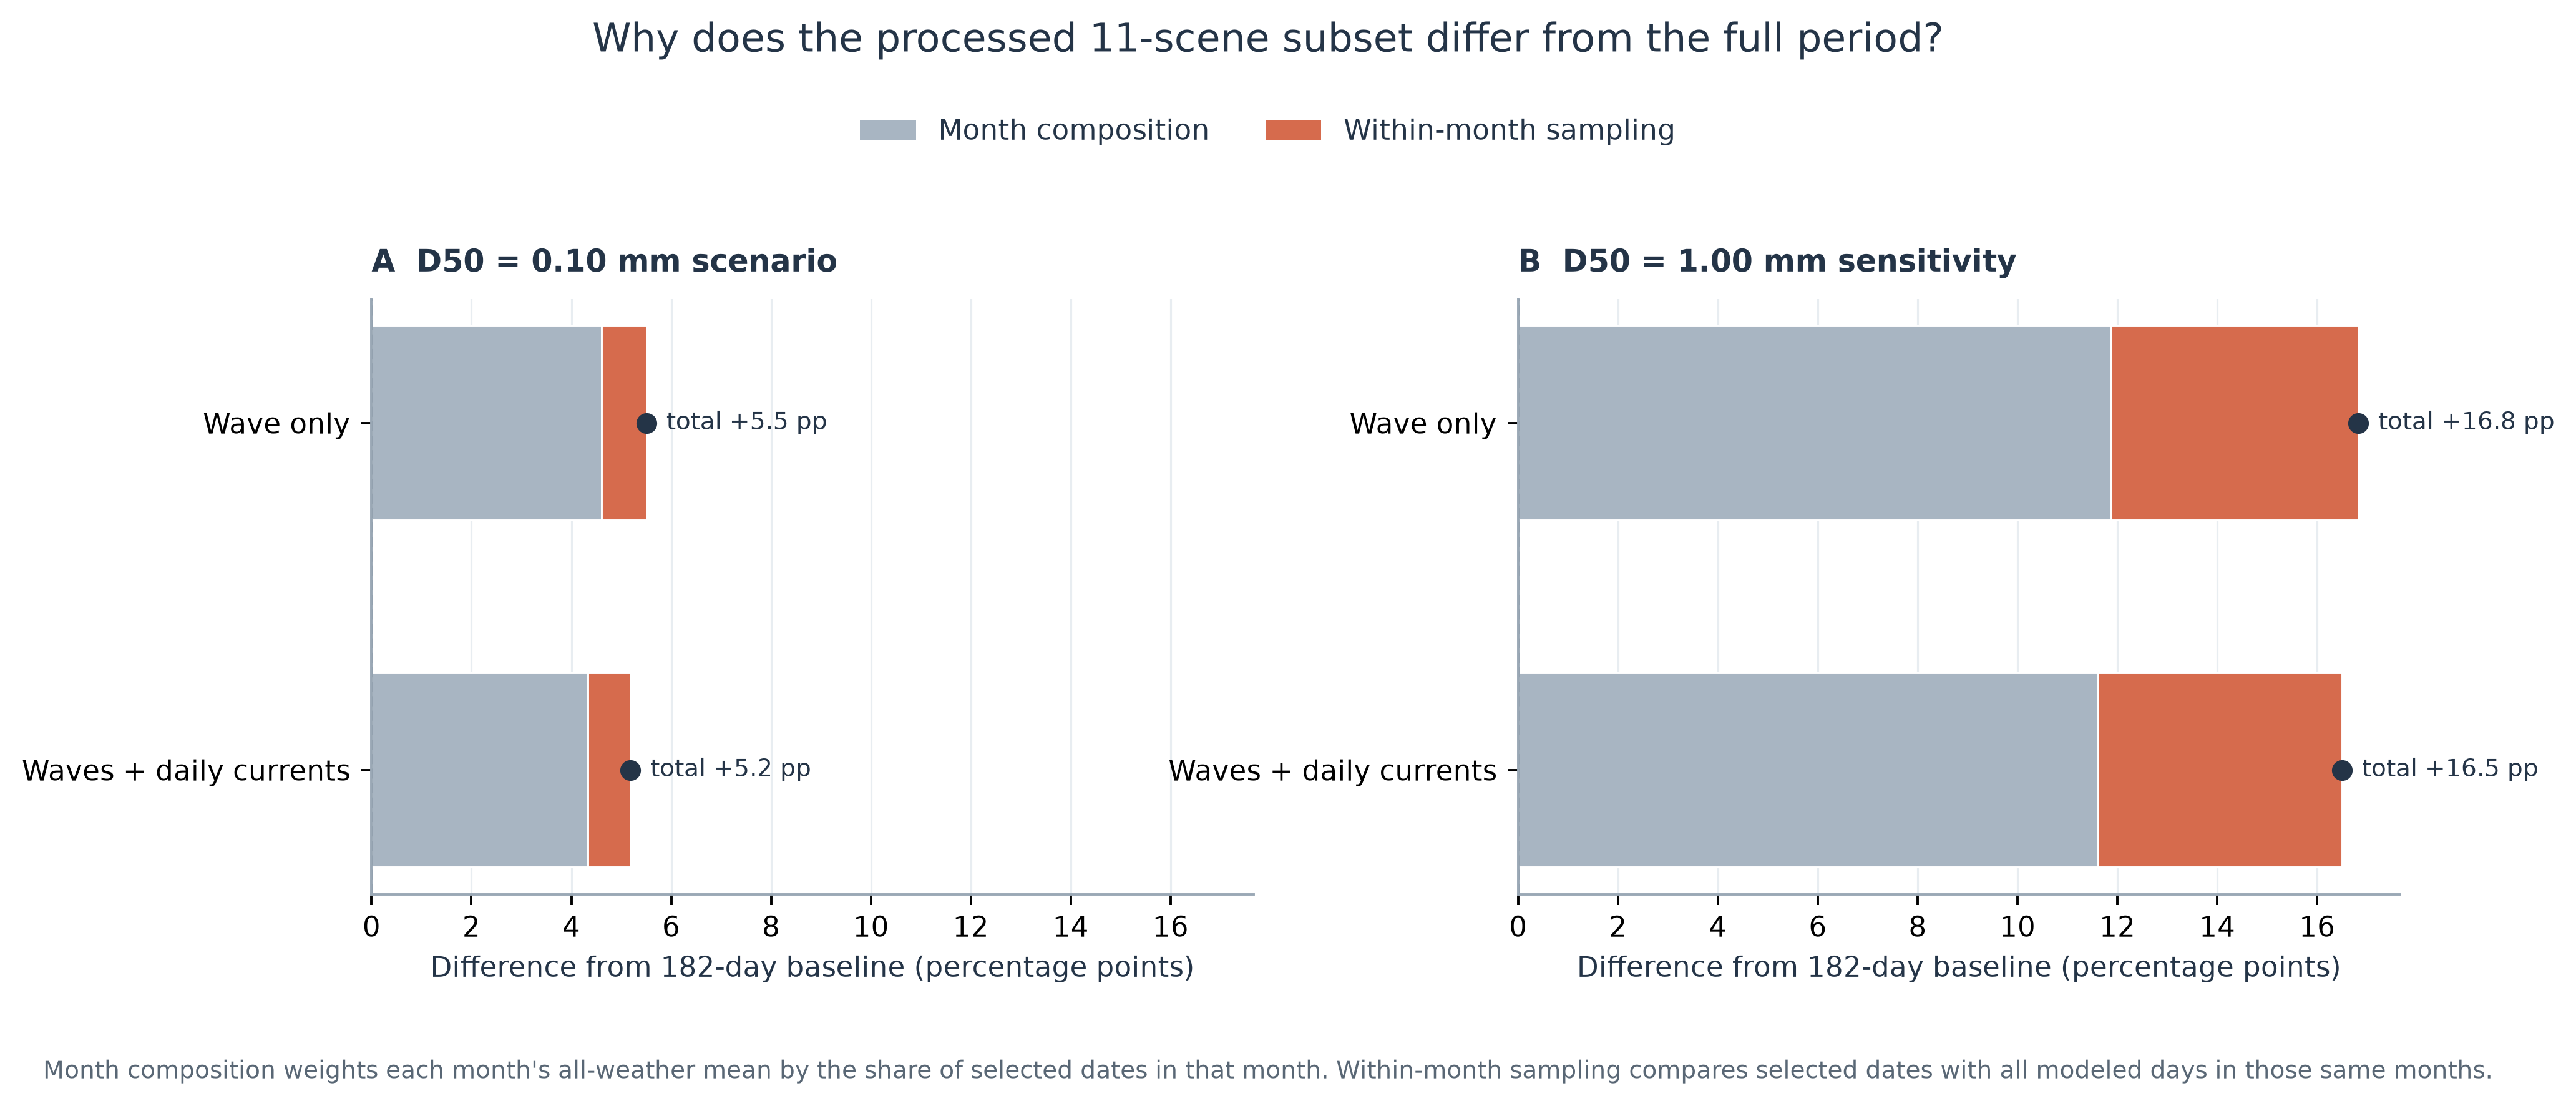 Why does the processed 11-scene subset differ from the full period?
Month composition
Within-month sampling
A D50 = 0.10 mm scenario
Wave only
total +5.5 pp
Waves + daily currents
total +5.2 pp
0 2 4 6 8 10 12 14 16
Difference from 182-day baseline (percentage points)
B D50 = 1.00 mm sensitivity
Wave only
total +16.8 pp
Waves + daily currents
total +16.5 pp
0 2 4 6 8 10 12 14 16
Difference from 182-day baseline (percentage points)
Month composition weights each month's all-weather mean by the share of selected dates in that month. Within-month sampling compares selected dates with all modeled days in those same months.